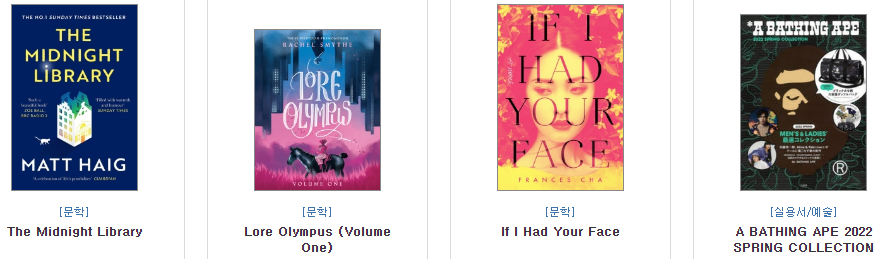 THE NO.1 SUNDAY TIMES BESTSELLER
THE
MIDNIGHT
LIBRARY
MATT HAIG
RACHEL SMYTHE
LORE
OLYMPUS
VOLUME ONE
IF I
HAD
YOUR
FACE
FRANCES CHA
*A BATHING APE
2022 SPRING COLLECTION
MEN'S & LADIES'
®
[문학]
[문학]
[문학]
[실용서/예술]
The Midnight Library
Lore Olympus (Volume
One)
If I Had Your Face
A BATHING APE 2022
SPRING COLLECTION